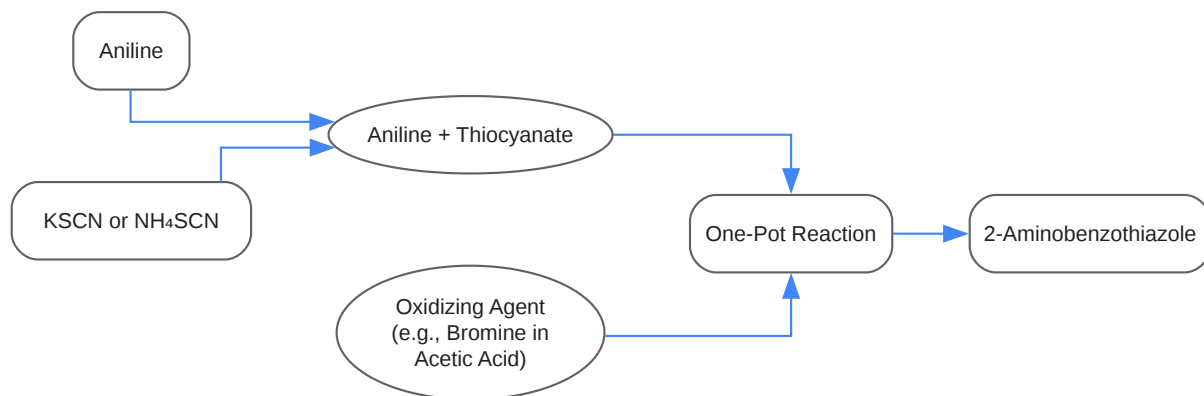 Aniline
Aniline + Thiocyanate
KSCN or NH₄SCN
One-Pot Reaction
2-Aminobenzothiazole
Oxidizing Agent
(e.g., Bromine in
Acetic Acid)